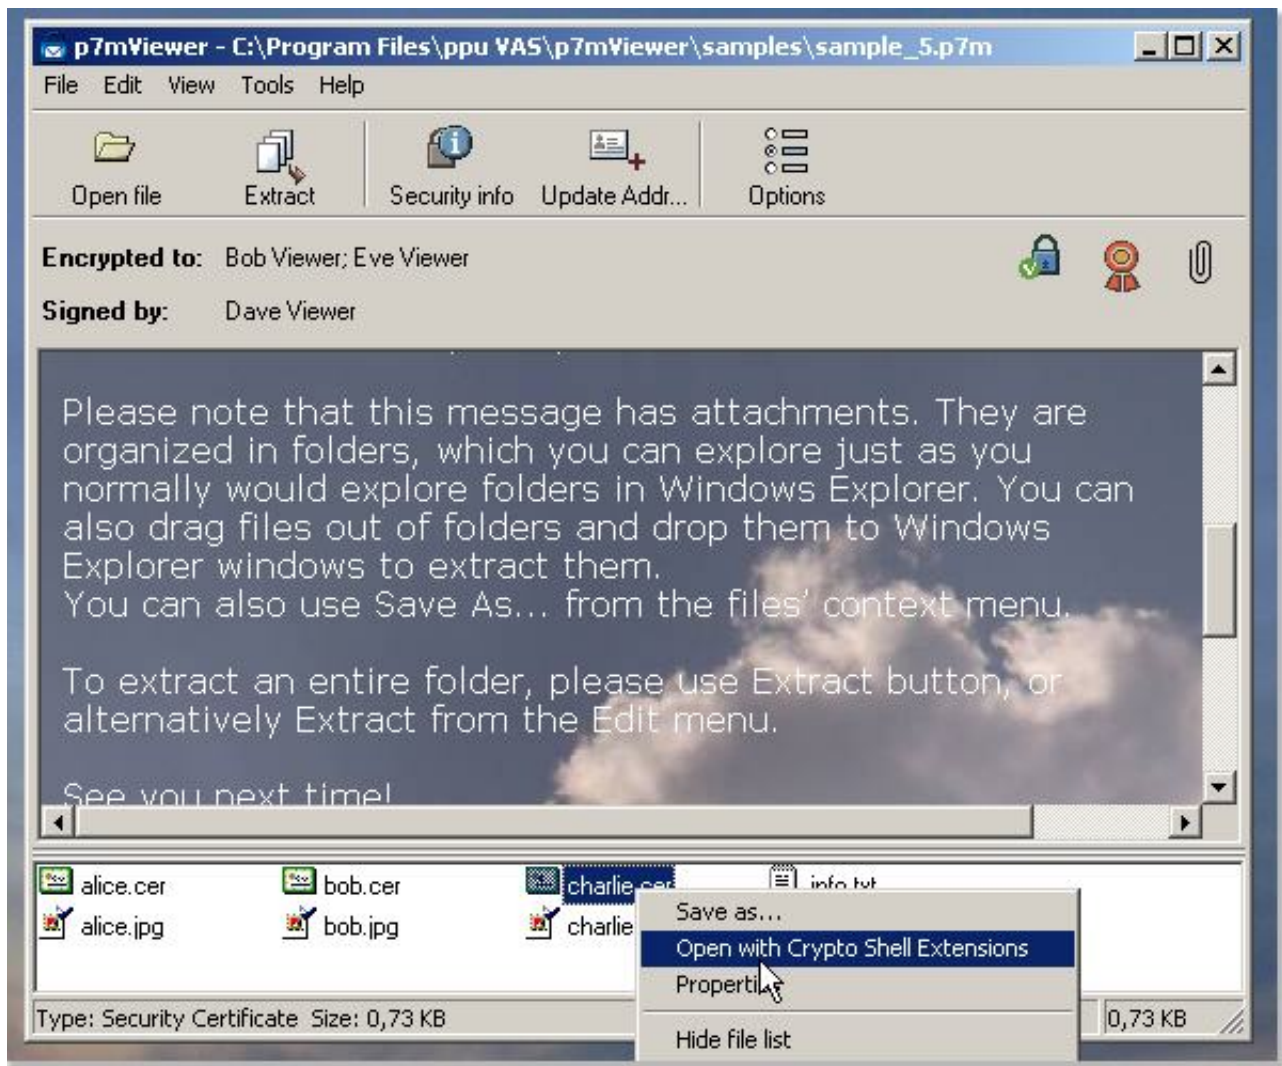 p7mViewer - C:\Program Files\ppu VAS\p7mViewer\samples\sample_5.p7m
File Edit View Tools Help
Open file Extract Security info Update Addr... Options
Encrypted to: Bob Viewer; Eve Viewer
Signed by: Dave Viewer
Please note that this message has attachments. They are
organized in folders, which you can explore just as you
normally would explore folders in Windows Explorer. You can
also drag files out of folders and drop them to Windows
Explorer windows to extract them.
You can also use Save As... from the files' context menu.
To extract an entire folder, please use Extract button, or
alternatively Extract from the Edit menu.
See you next time!
alice.cer bob.cer charlie.cer info.txt
alice.jpg bob.jpg charlie
Save as...
Open with Crypto Shell Extensions
Properties
Hide file list
Type: Security Certificate Size: 0,73 KB 0,73 KB